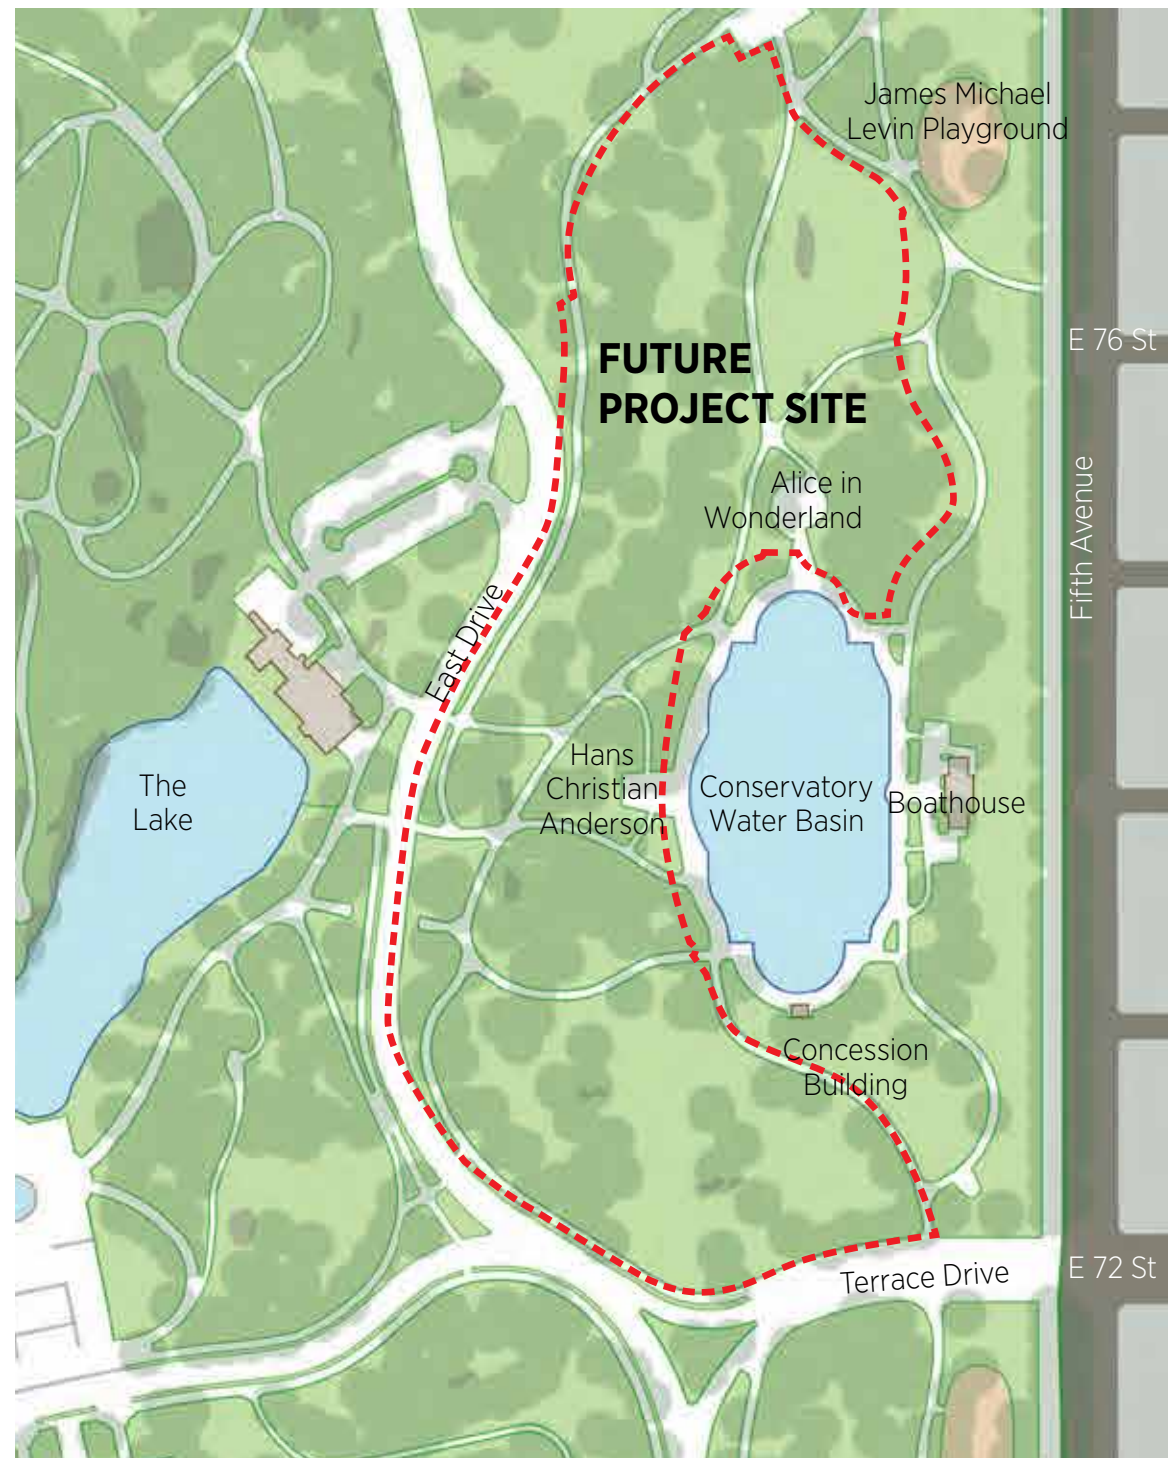 James Michael
Levin Playground
E 76 St
FUTURE
PROJECT SITE
Alice in
Wonderland
Fifth Avenue
East Drive
Hans
Christian
Anderson
The
Lake
Conservatory
Water Basin
Boathouse
Concession
Building
Terrace Drive
E 72 St